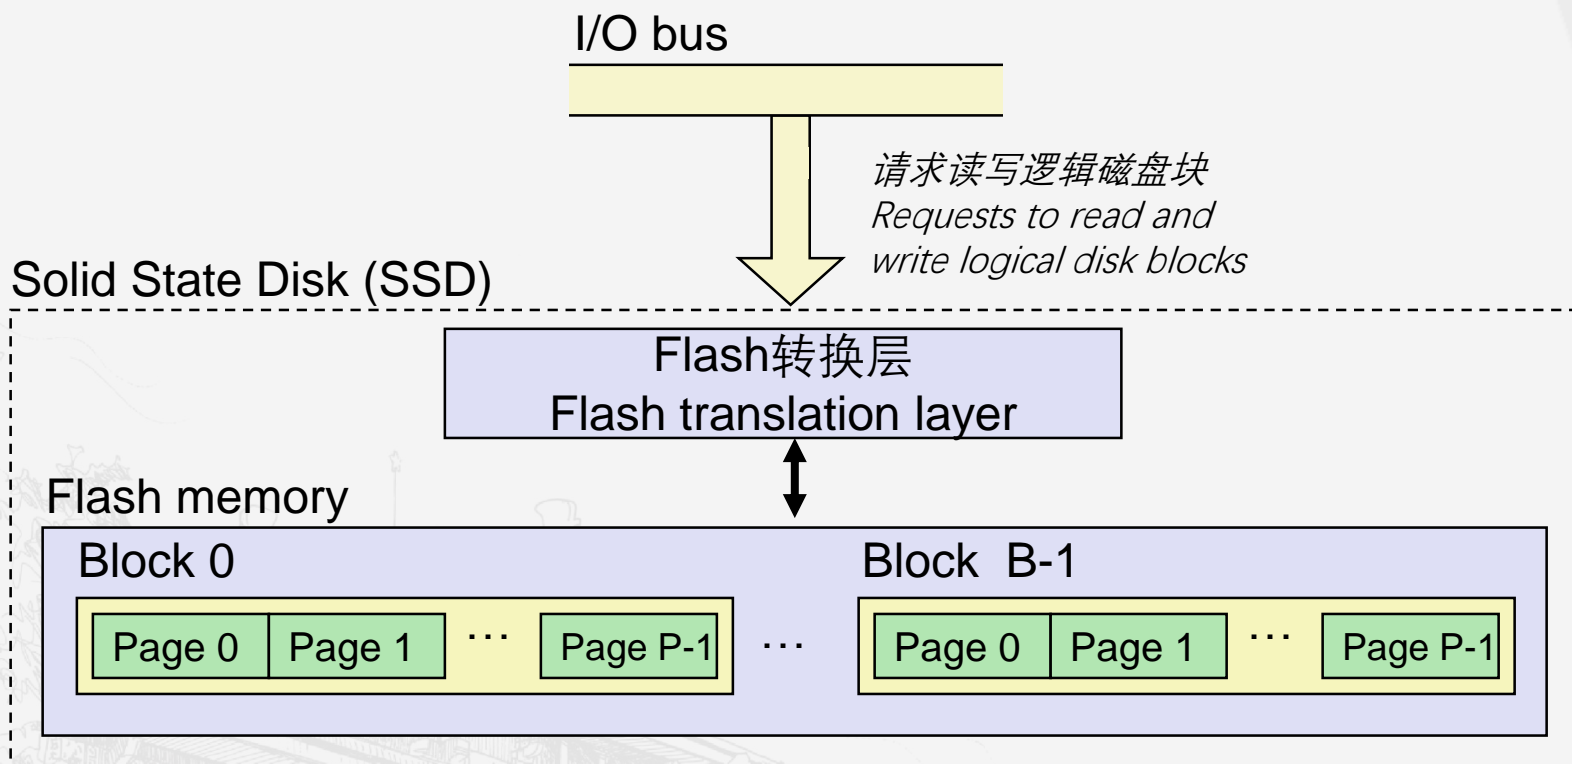 I/O bus
请求读写逻辑磁盘块
Requests to read and
write logical disk blocks
Solid State Disk (SSD)
Flash转换层
Flash translation layer
Flash memory
Block 0
Block B-1
Page 0 Page 1 … Page P-1 … Page 0 Page 1 … Page P-1